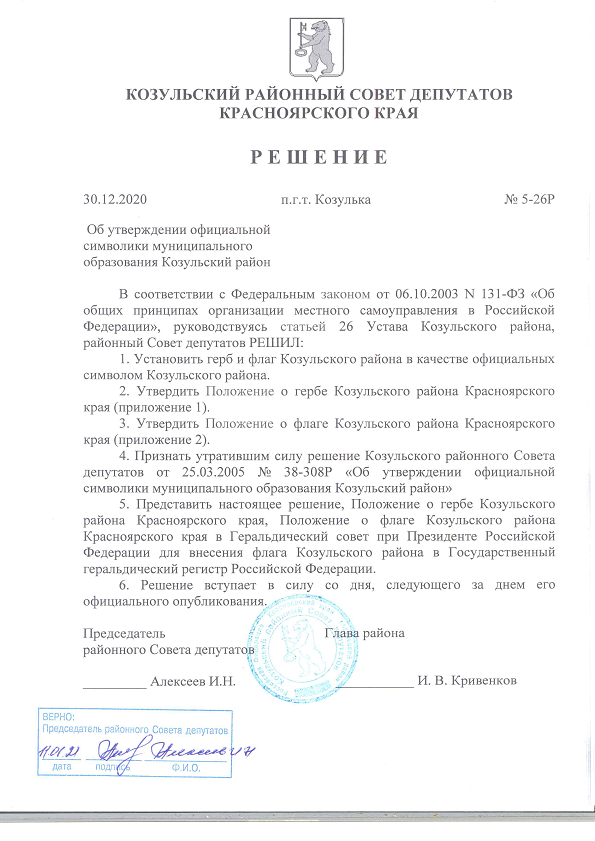 КОЗУЛЬСКИЙ РАЙОННЫЙ СОВЕТ ДЕПУТАТОВ
КРАСНОЯРСКОГО КРАЯ
Р Е Ш Е Н И Е
30.12.2020 п.г.т. Козулька № 5-26Р
Об утверждении официальной
символики муниципального
образования Козульский район
В соответствии с Федеральным законом от 06.10.2003 N 131-ФЗ «Об
общих принципах организации местного самоуправления в Российской
Федерации», руководствуясь статьей 26 Устава Козульского района,
районный Совет депутатов РЕШИЛ:
1. Установить герб и флаг Козульского района в качестве официальных
символом Козульского района.
2. Утвердить Положение о гербе Козульского района Красноярского
края (приложение 1).
3. Утвердить Положение о флаге Козульского района Красноярского
края (приложение 2).
4. Признать утратившим силу решение Козульского районного Совета
депутатов от 25.03.2005 № 38-308Р «Об утверждении официальной
символики муниципального образования Козульский район»
5. Представить настоящее решение, Положение о гербе Козульского
района Красноярского края, Положение о флаге Козульского района
Красноярского края в Геральдический совет при Президенте Российской
Федерации для внесения флага Козульского района в Государственный
геральдический регистр Российской Федерации.
6. Решение вступает в силу со дня, следующего за днем его
официального опубликования.
Председатель Глава района
районного Совета депутатов
_________ Алексеев И.Н. ___________ И. В. Кривенков
ВЕРНО:
Председатель районного Совета депутатов
11.01.21 Алексеев И Н
дата подпись Ф.И.О.